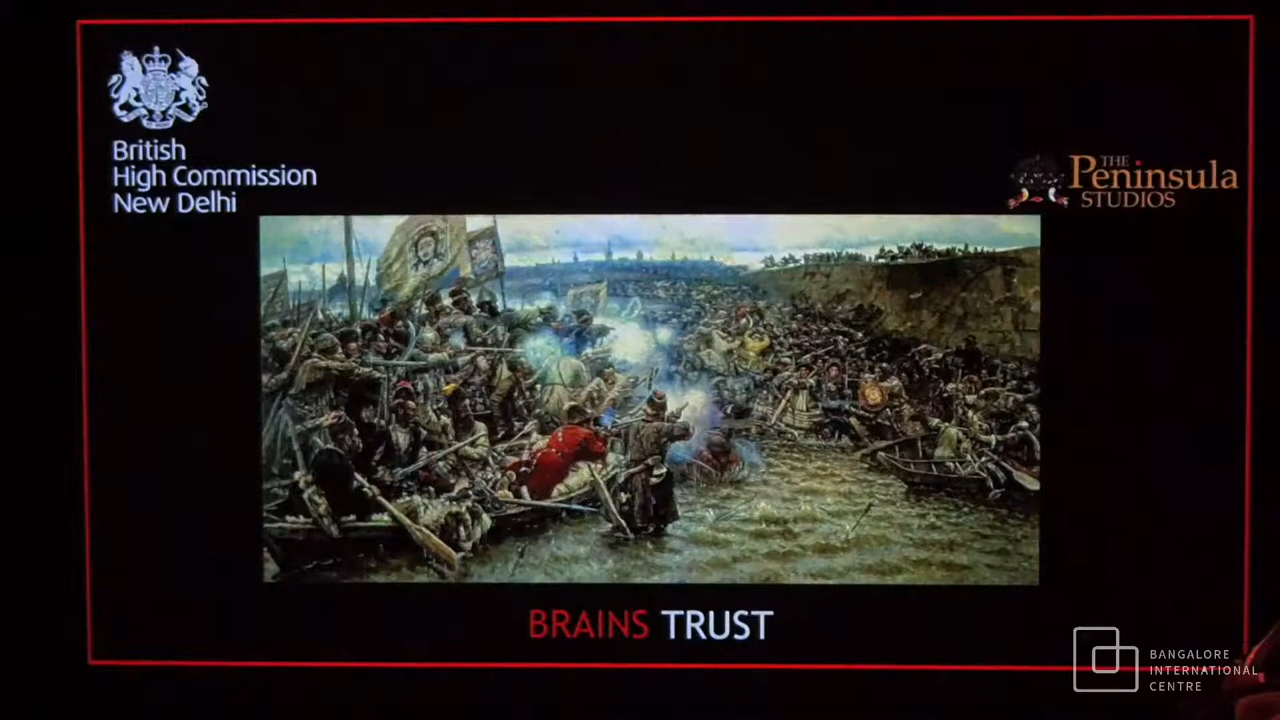 British
High Commission
New Delhi
THE
Peninsula
STUDIOS
BRAINS TRUST
BANGALORE
INTERNATIONAL
CENTRE